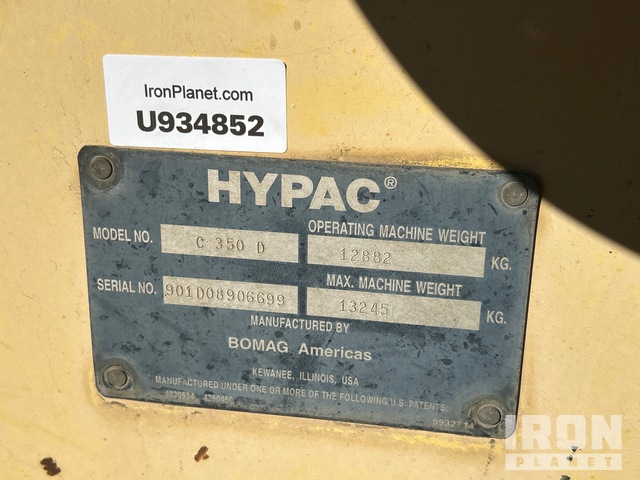 IronPlanet.com
U934852
HYPAC®
MODEL NO. C 350 D
OPERATING MACHINE WEIGHT
12882 KG.
SERIAL NO. 901D08906699
MAX. MACHINE WEIGHT
13245 KG.
MANUFACTURED BY
BOMAG Americas
KEWANEE, ILLINOIS, USA
MANUFACTURED UNDER ONE OR MORE OF THE FOLLOWING U.S. PATENTS:
0932714
IRON
PLANET